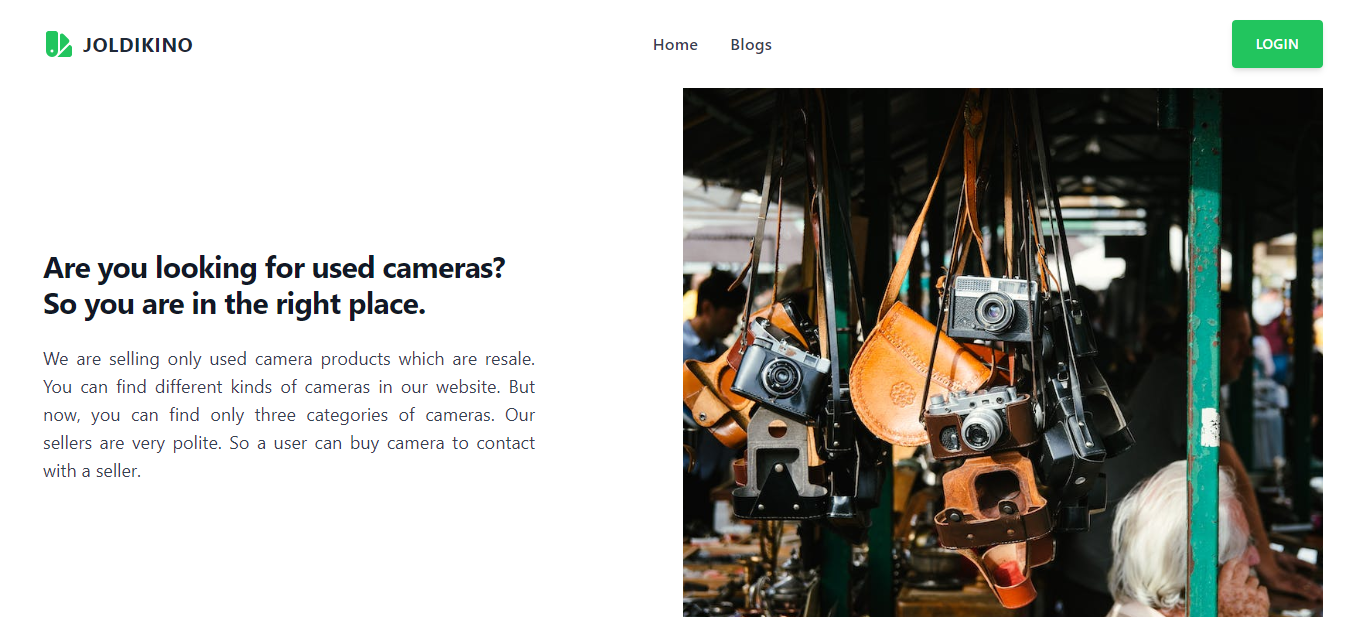 JOLDIKINO
Home
Blogs
LOGIN
Are you looking for used cameras?
So you are in the right place.
We are selling only used camera products which are resale.
You can find different kinds of cameras in our website. But
now, you can find only three categories of cameras. Our
sellers are very polite. So a user can buy camera to contact
with a seller.